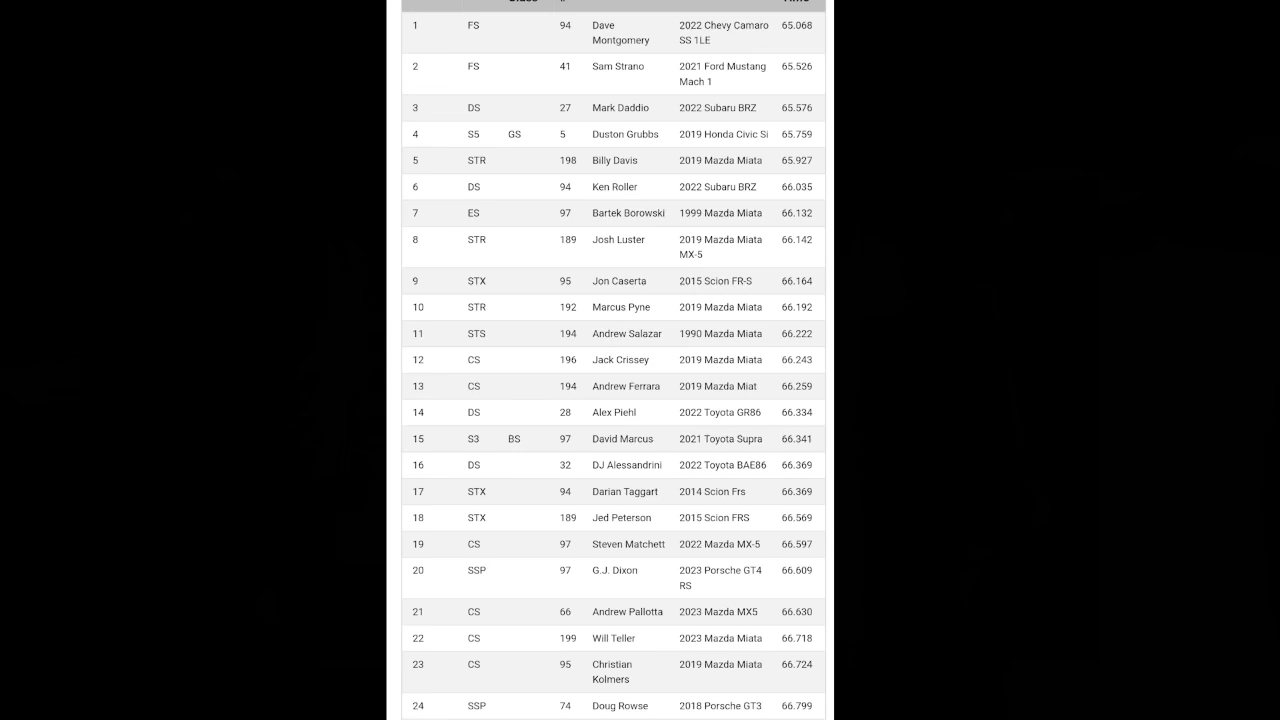 1 FS 94 Dave Montgomery 2022 Chevy Camaro SS 1LE 65.068
2 FS 41 Sam Strano 2021 Ford Mustang Mach 1 65.526
3 DS 27 Mark Daddio 2022 Subaru BRZ 65.576
4 S5 GS 5 Duston Grubbs 2019 Honda Civic Si 65.759
5 STR 198 Billy Davis 2019 Mazda Miata 65.927
6 DS 94 Ken Roller 2022 Subaru BRZ 66.035
7 ES 97 Bartek Borowski 1999 Mazda Miata 66.132
8 STR 189 Josh Luster 2019 Mazda Miata MX-5 66.142
9 STX 95 Jon Caserta 2015 Scion FR-S 66.164
10 STR 192 Marcus Pyne 2019 Mazda Miata 66.192
11 STS 194 Andrew Salazar 1990 Mazda Miata 66.222
12 CS 196 Jack Crissey 2019 Mazda Miata 66.243
13 CS 194 Andrew Ferrara 2019 Mazda Miat 66.259
14 DS 28 Alex Piehl 2022 Toyota GR86 66.334
15 S3 BS 97 David Marcus 2021 Toyota Supra 66.341
16 DS 32 DJ Alessandrini 2022 Toyota BAE86 66.369
17 STX 94 Darian Taggart 2014 Scion Frs 66.369
18 STX 189 Jed Peterson 2015 Scion FRS 66.569
19 CS 97 Steven Matchett 2022 Mazda MX-5 66.597
20 SSP 97 G.J. Dixon 2023 Porsche GT4 RS 66.609
21 CS 66 Andrew Pallotta 2023 Mazda MX5 66.630
22 CS 199 Will Teller 2023 Mazda Miata 66.718
23 CS 95 Christian Kolmers 2019 Mazda Miata 66.724
24 SSP 74 Doug Rowse 2018 Porsche GT3 66.799